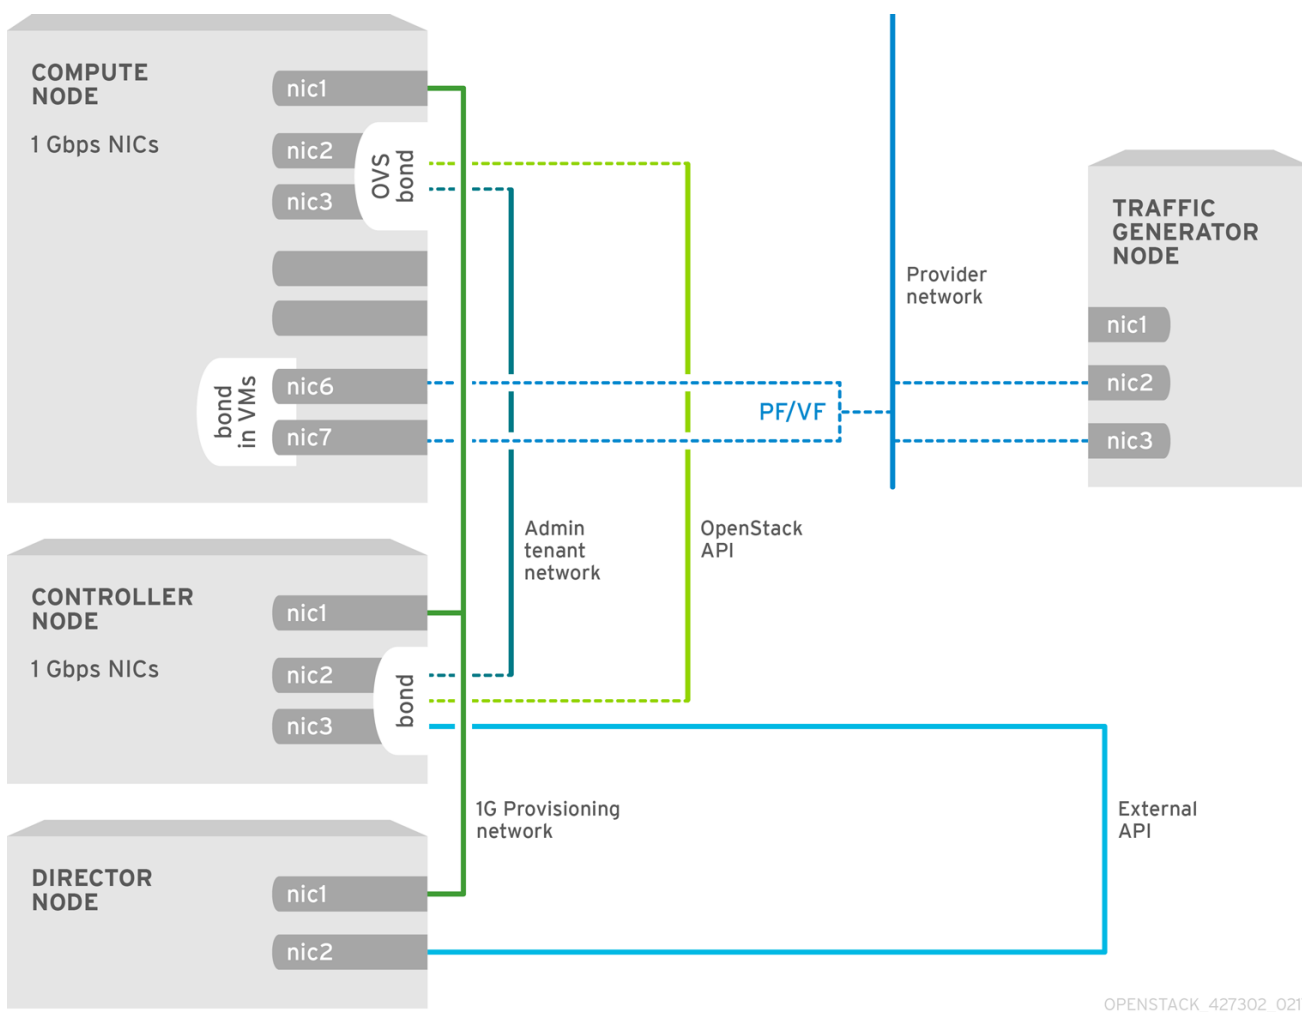 COMPUTE
NODE
1 Gbps NICs
nic1
nic2
nic3
OVS
bond
nic6
nic7
bond
in VMs
PF/VF
Provider
network
TRAFFIC
GENERATOR
NODE
nic1
nic2
nic3
Admin
tenant
network
OpenStack
API
CONTROLLER
NODE
1 Gbps NICs
nic1
nic2
nic3
bond
1G Provisioning
network
External
API
DIRECTOR
NODE
nic1
nic2
OPENSTACK_427302_021